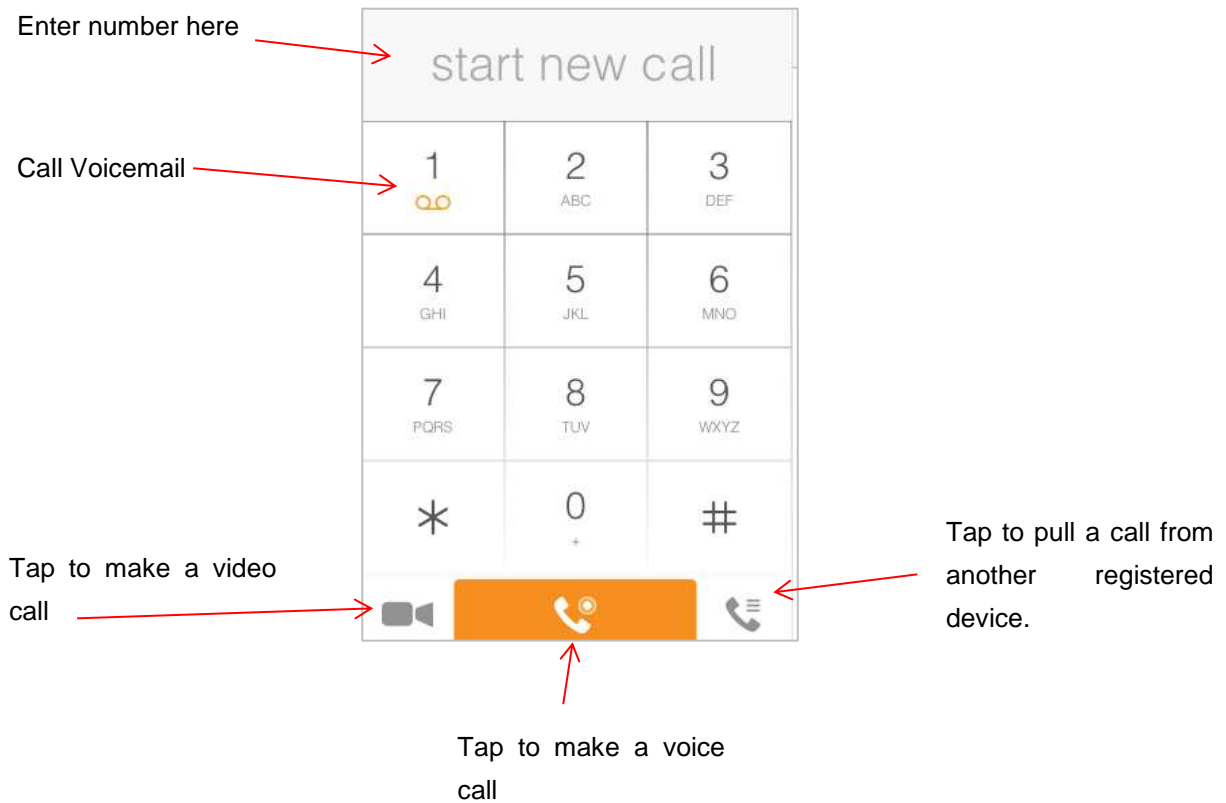 Enter number here
start new call
Call Voicemail
1 2 3
ABC DEF
4 5 6
GHI JKL MNO
7 8 9
PQRS TUV WXYZ
* 0 #
+
Tap to make a video
call
Tap to pull a call from
another registered
device.
Tap to make a voice
call